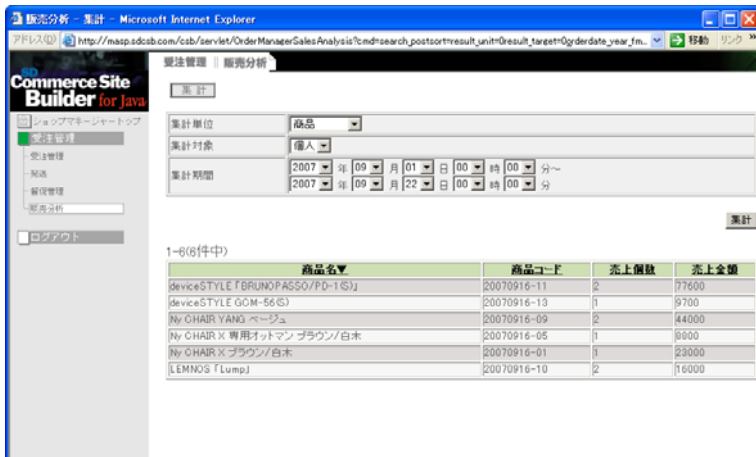 販売分析 - 集計 - Microsoft Internet Explorer
アドレス(D) http://masp.sdcsb.com/csb/servlet/OrderManagerSalesAnalysis?cmd=search_postsort=result_unit=0result_target=0grderdate_year_fm... 移動 リンク »
SD Commerce Site Builder for Java
受注管理 || 販売分析
集計
ショップマネージャートップ
受注管理
受注管理
発送
督促管理
販売分析
ログアウト
集計単位 商品
集計対象 個人
集計期間 2007 年 09 月 01 日 00 時 00 分～
2007 年 09 月 22 日 00 時 00 分
集計
1-6(6件中)
商品名▼ 商品コード 売上個数 売上金額
deviceSTYLE「BRUNOPASSO/PD-1(S)」 20070916-11 2 77600
deviceSTYLE GCM-56(S) 20070916-13 1 9700
Ny CHAIR YANG ベージュ 20070916-09 2 44000
Ny CHAIR X 専用オットマン ブラウン/白木 20070916-05 1 8800
Ny CHAIR X ブラウン/白木 20070916-01 1 23000
LEMNOS「Lump」 20070916-10 2 16000